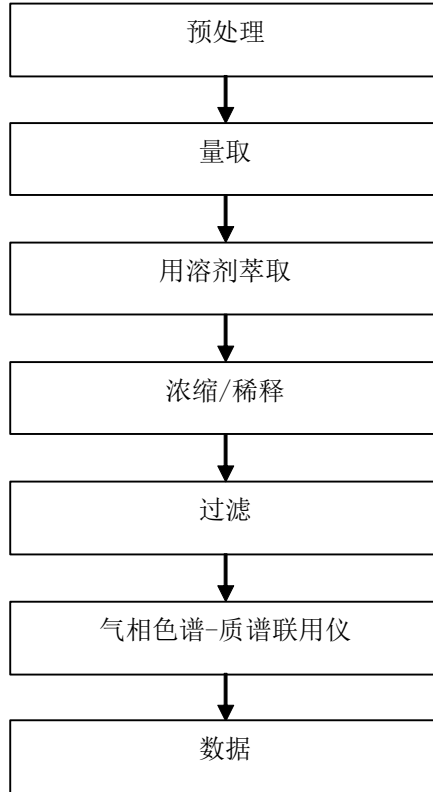 预处理
量取
用溶剂萃取
浓缩/稀释
过滤
气相色谱-质谱联用仪
数据